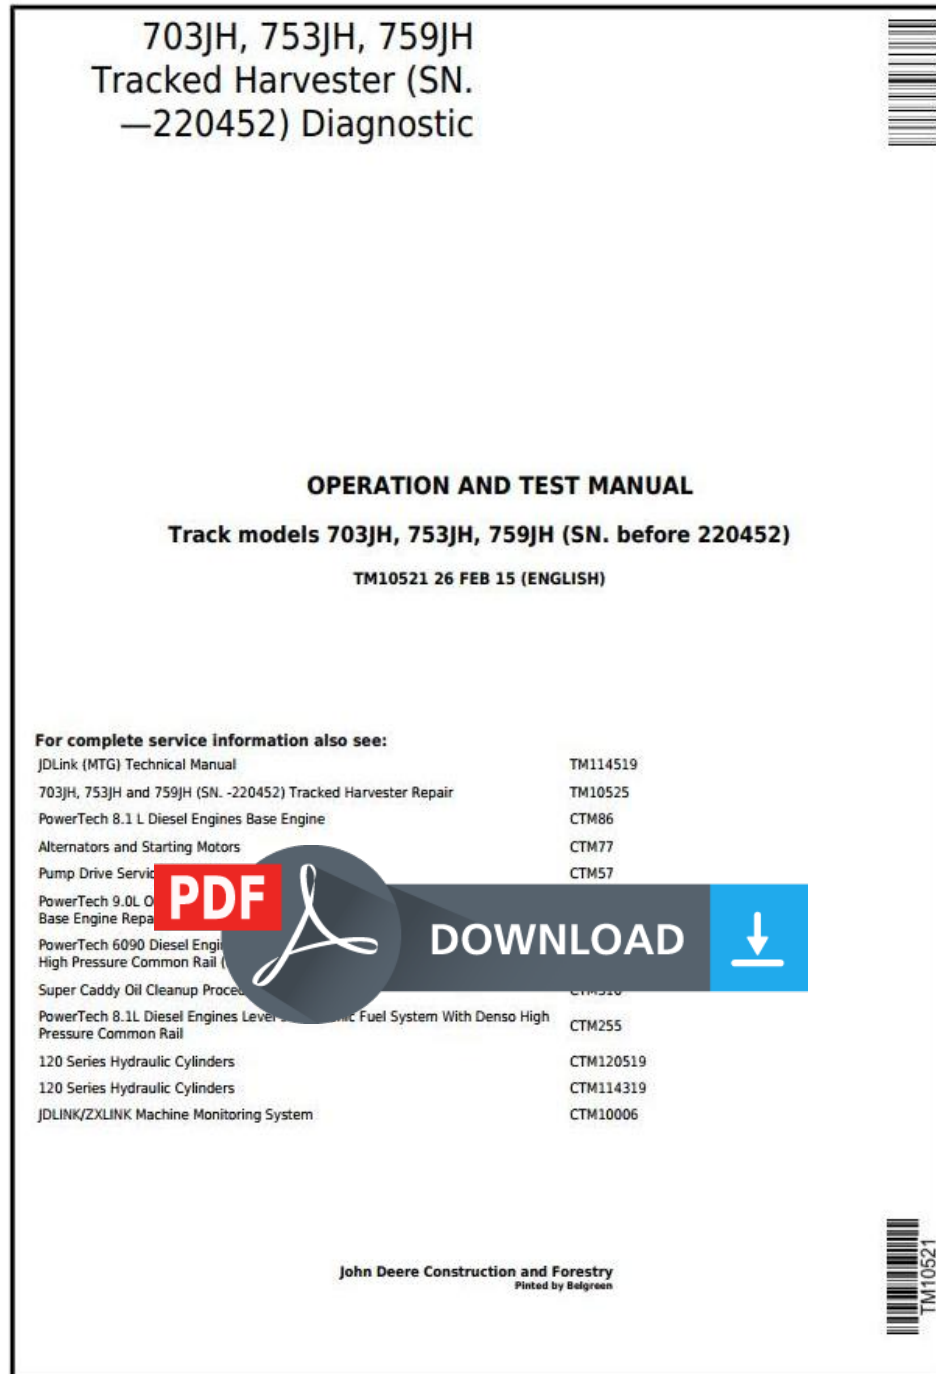 703JH, 753JH, 759JH
Tracked Harvester (SN.
—220452) Diagnostic
OPERATION AND TEST MANUAL
Track models 703JH, 753JH, 759JH (SN. before 220452)
TM10521 26 FEB 15 (ENGLISH)
For complete service information also see:
JDLink (MTG) Technical Manual TM114519
703JH, 753JH and 759JH (SN. -220452) Tracked Harvester Repair TM10525
PowerTech 8.1 L Diesel Engines Base Engine CTM86
Alternators and Starting Motors CTM77
Pump Drive CTM57
PowerTech 9.0L
Base Engine
PowerTech 6090 Diesel
High Pressure Common Rail
PDF
DOWNLOAD
Super Caddy Oil Cleanup
PowerTech 8.1L Diesel Engines Level Fuel System With Denso High
Pressure Common Rail CTM255
120 Series Hydraulic Cylinders CTM120519
120 Series Hydraulic Cylinders CTM114319
JDLINK/ZXLINK Machine Monitoring System CTM10006
John Deere Construction and Forestry
Pinted by Belgreen
TM10521